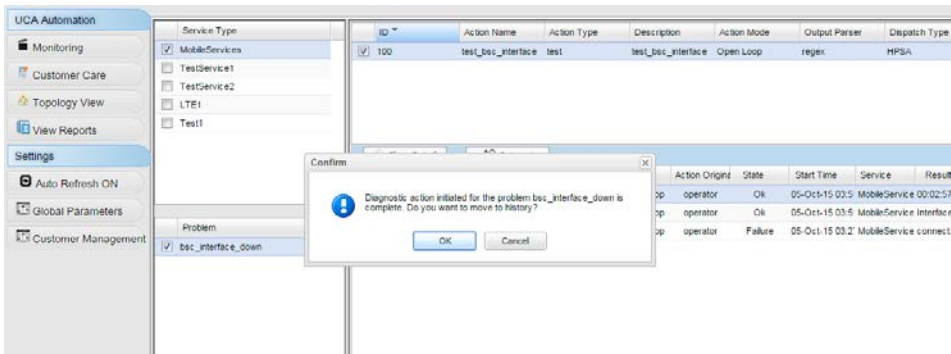 UCA Automation
Monitoring
Customer Care
Topology View
View Reports
Settings
Auto Refresh ON
Global Parameters
Customer Management
Service Type
MobileServices
TestService1
TestService2
LTE1
Test1
Problem
bsc_interface_down
ID Action Name Action Type Description Action Mode Output Parser Dispatch Type
100 test_bsc_interface test test_bsc_interface Open Loop regex HPSA
Confirm
Diagnostic action initiated for the problem bsc_interface_down is
complete. Do you want to move to history?
OK Cancel
Action Origina State Start Time Service Result
op operator Ok 05-Oct-15 03:5 MobileService 00:02:57
op operator Ok 05-Oct-15 03:5 MobileService Interface
op operator Failure 05-Oct-15 03:2 MobileService connect